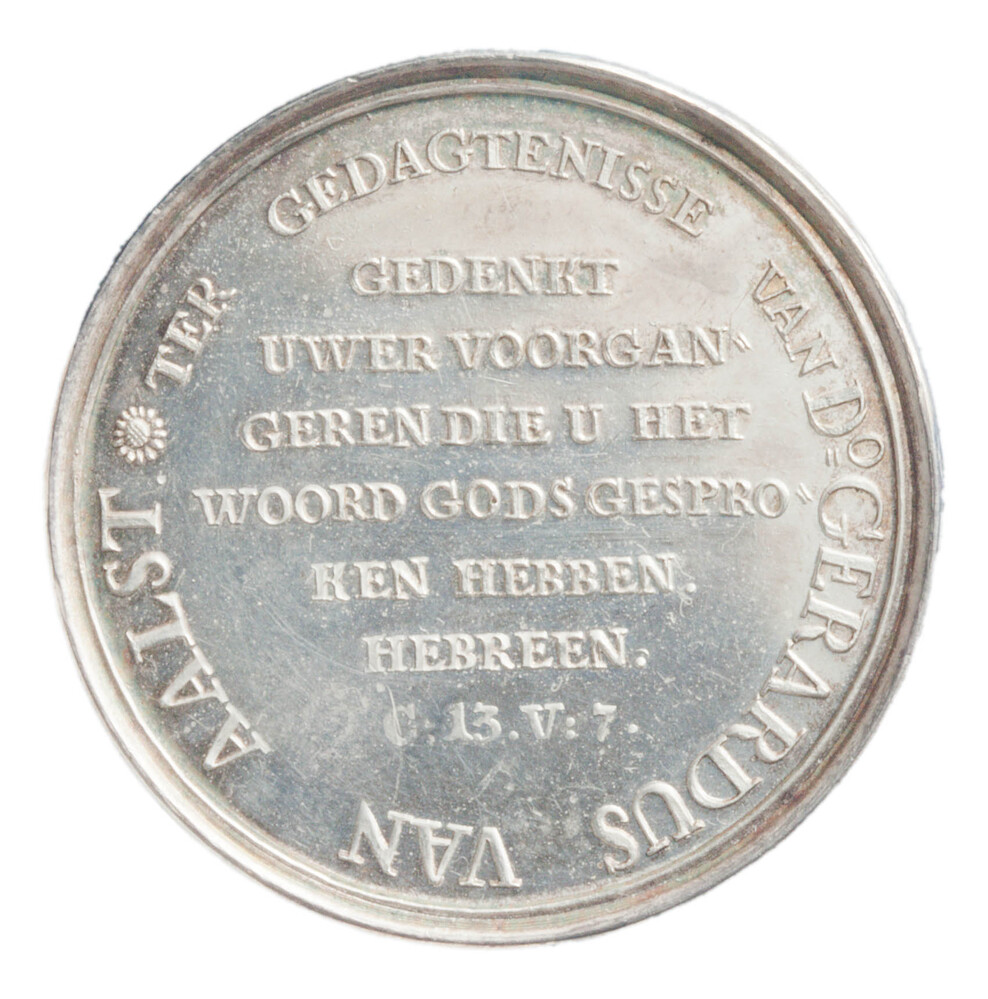 TER GEDAGTENISSE VAN Dº GERARDUS VAN AALST.
GEDENKT
UWER VOORGAN⸗
GEREN DIE U HET
WOORD GODS GESPRO⸗
KEN HEBBEN.
HEBREEN.
C: 13. V: 7.